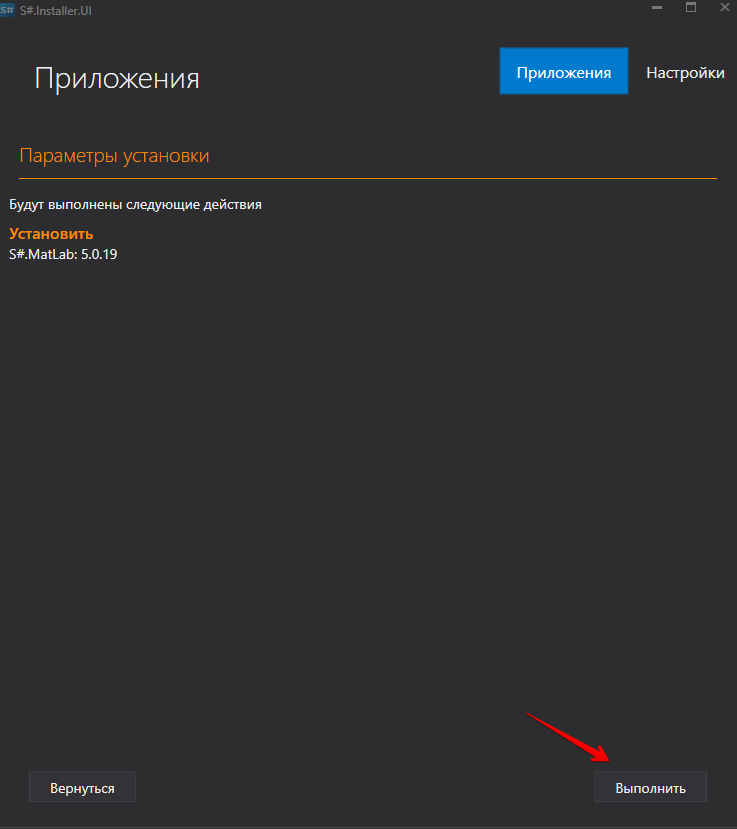 S# S#.Installer.UI
Приложения
Приложения
Настройки
Параметры установки
Будут выполнены следующие действия
Установить
S#.MatLab: 5.0.19
Вернуться
Выполнить